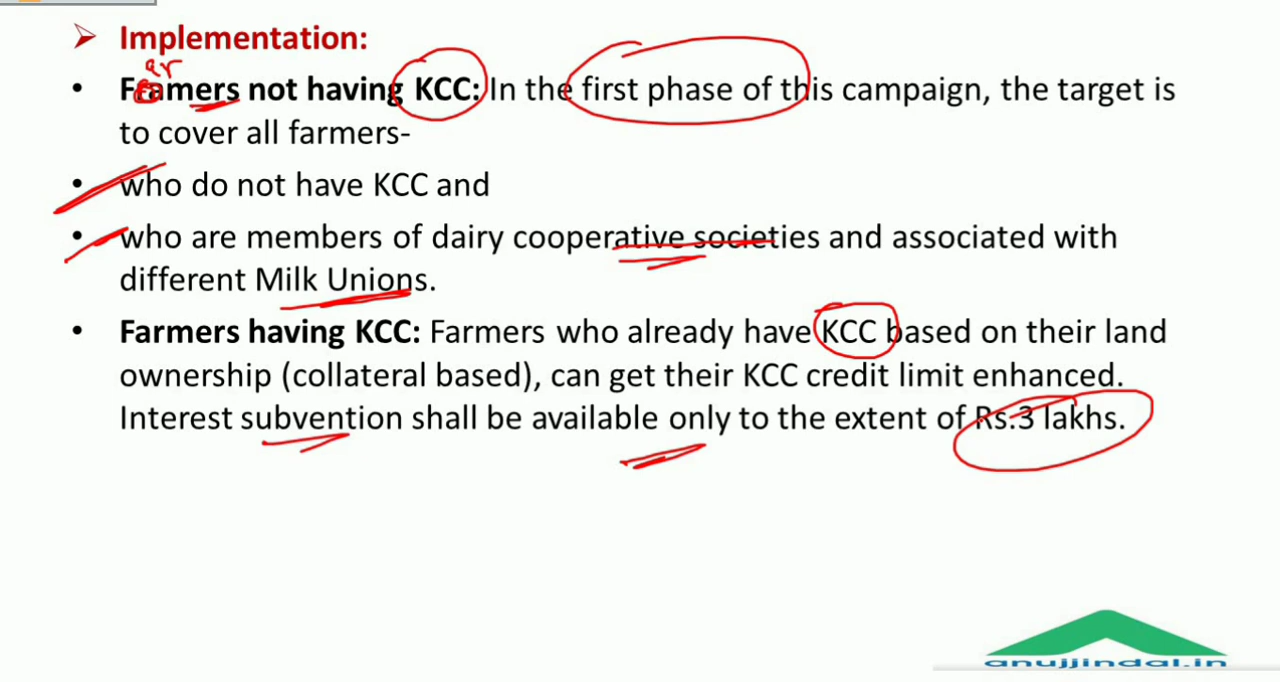 ➤ Implementation:
ar
• Framers not having KCC: In the first phase of this campaign, the target is
to cover all farmers-
• who do not have KCC and
• who are members of dairy cooperative societies and associated with
different Milk Unions.
• Farmers having KCC: Farmers who already have KCC based on their land
ownership (collateral based), can get their KCC credit limit enhanced.
Interest subvention shall be available only to the extent of Rs.3 lakhs.
anujjindal.in